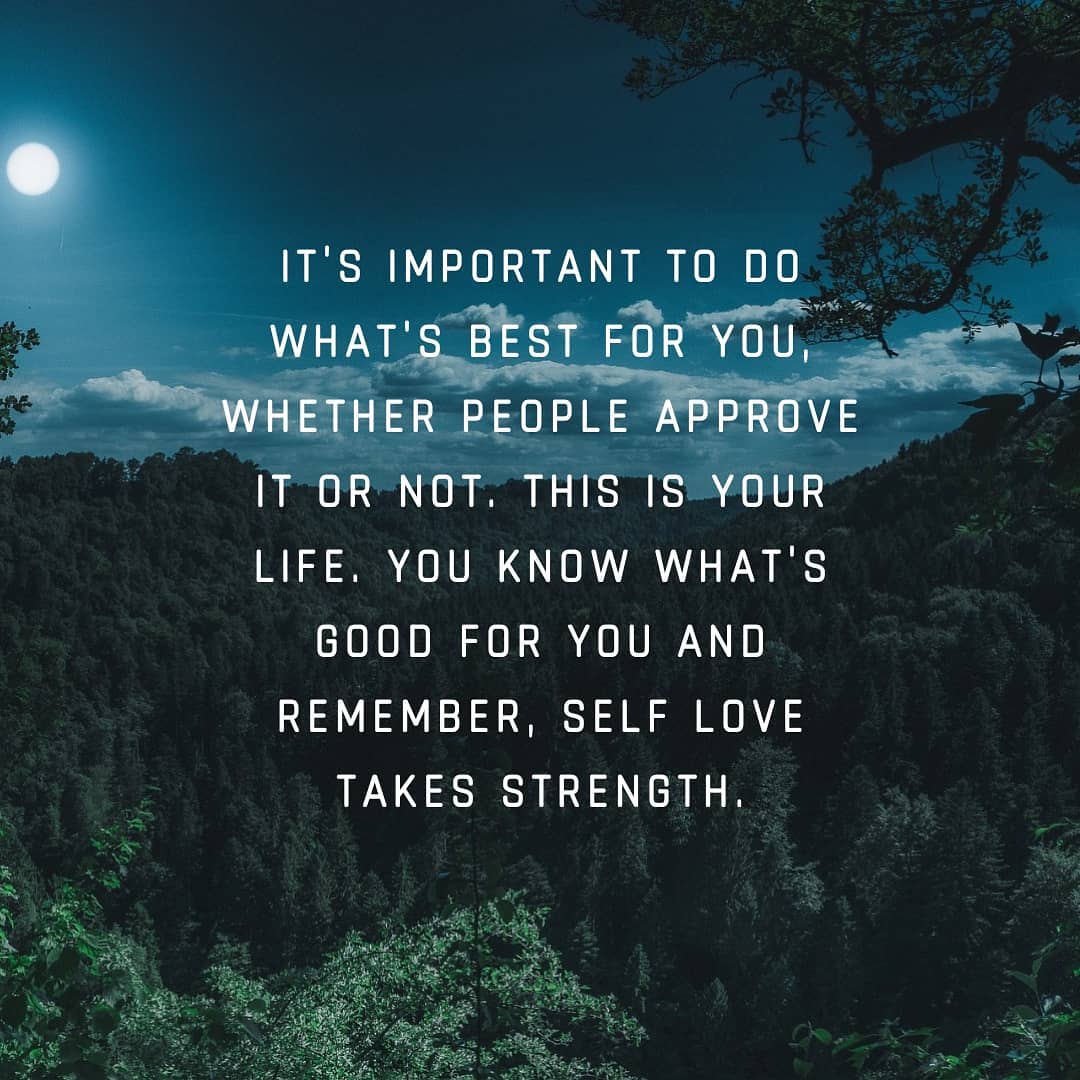 IT'S IMPORTANT TO DO
WHAT'S BEST FOR YOU,
WHETHER PEOPLE APPROVE
IT OR NOT. THIS IS YOUR
LIFE. YOU KNOW WHAT'S
GOOD FOR YOU AND
REMEMBER, SELF LOVE
TAKES STRENGTH.